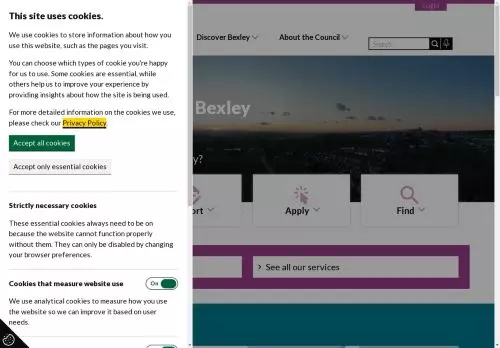 This site uses cookies.
We use cookies to store information about how you
use this website, such as the pages you visit.
You can choose which types of cookie you're happy
for us to use. Some cookies are essential, while
others help us to improve your experience by
providing insights about how the site is being used.
For more detailed information on the cookies we use,
please check our Privacy Policy.
Accept all cookies
Accept only essential cookies
Strictly necessary cookies
These essential cookies always need to be on
because the website cannot function properly
without them. They can only be disabled by changing
your browser preferences.
Cookies that measure website use
On
We use analytical cookies to measure how you use
the website so we can improve it based on user
needs.
Login
Discover Bexley
About the Council
Search
Bexley
Apply
Find
See all our services